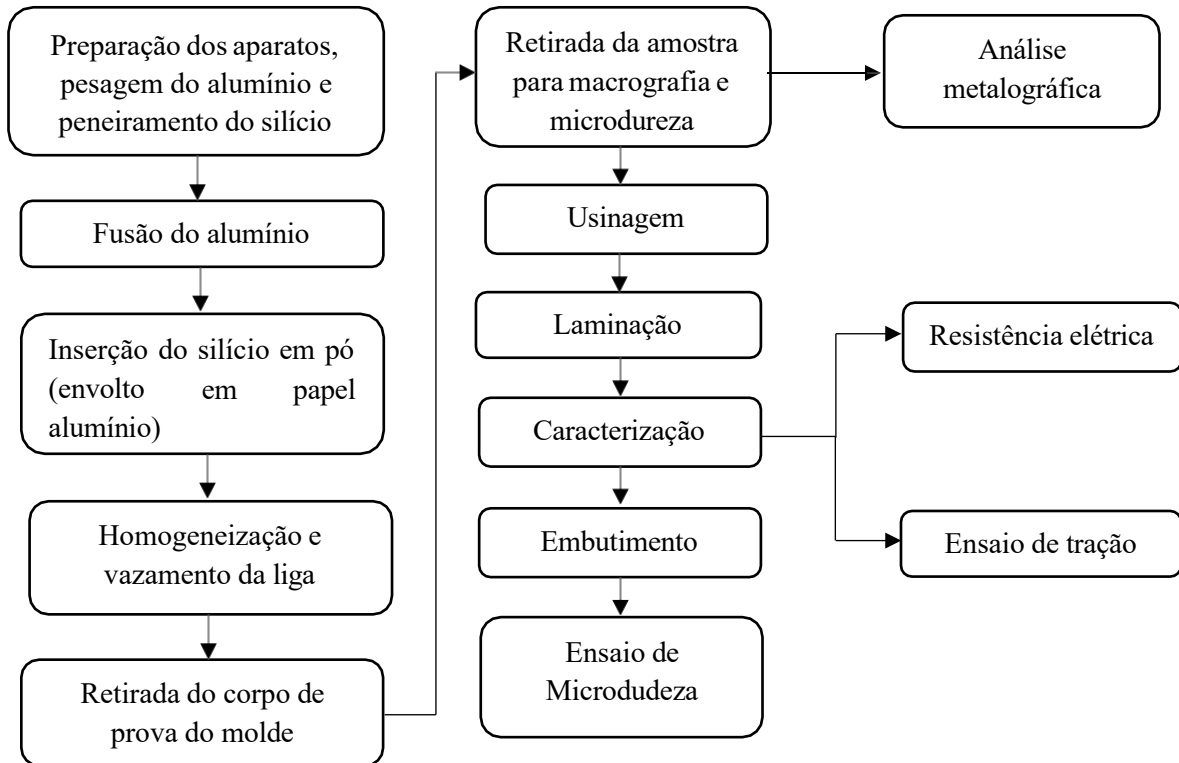 Preparação dos aparatos,
pesagem do alumínio e
peneiramento do silício
Fusão do alumínio
Inserção do silício em pó
(envolto em papel
alumínio)
Homogeneização e
vazamento da liga
Retirada do corpo de
prova do molde
Retirada da amostra
para macrografia e
microdureza
Análise
metalográfica
Usinagem
Laminação
Caracterização
Resistência elétrica
Ensaio de tração
Embutimento
Ensaio de
Microdudeza